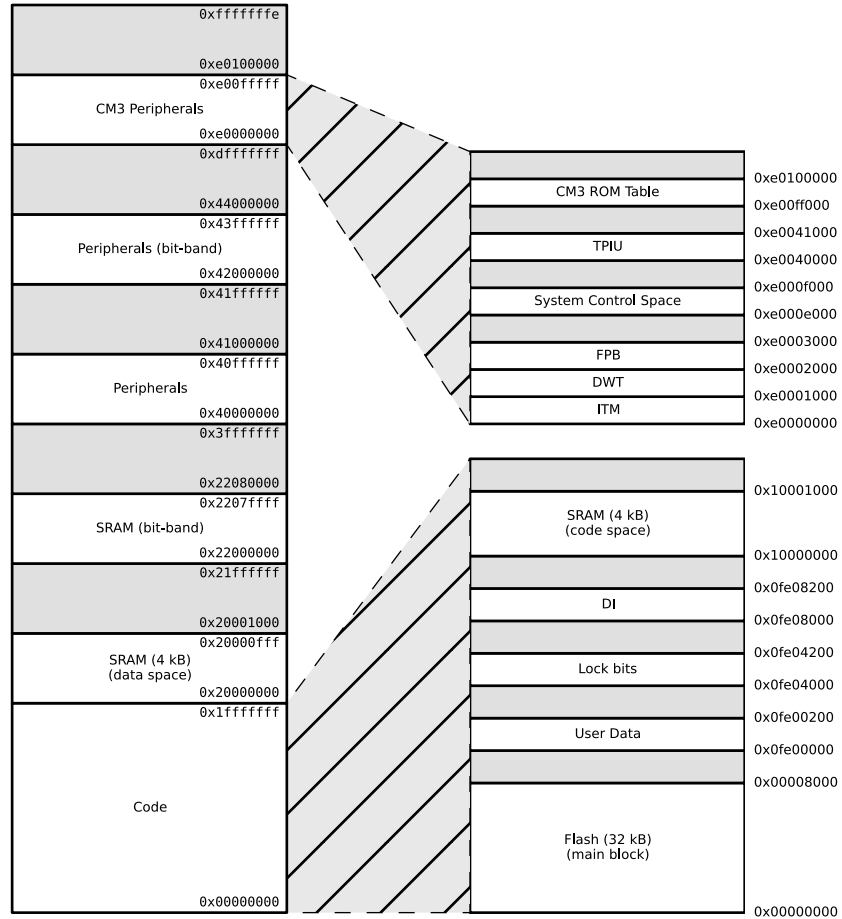 0xfffffffe
0xe0100000
0xe00fffff
CM3 Peripherals
0xe0000000
0xdfffffff
0x44000000
0x43ffffff
Peripherals (bit-band)
0x42000000
0x41ffffff
0x41000000
0x40ffffff
Peripherals
0x40000000
0x3fffffff
0x22080000
0x2207ffff
SRAM (bit-band)
0x22000000
0x21ffffff
0x20001000
0x20000fff
SRAM (4 kB)
(data space)
0x20000000
0x1fffffff
Code
0x00000000
0xe0100000
CM3 ROM Table
0xe00ff000
0xe0041000
TPIU
0xe0040000
0xe000f000
System Control Space
0xe000e000
0xe0003000
FPB
0xe0002000
DWT
0xe0001000
ITM
0xe0000000
0x10001000
SRAM (4 kB)
(code space)
0x10000000
0x0fe08200
DI
0x0fe08000
0x0fe04200
Lock bits
0x0fe04000
0x0fe00200
User Data
0x0fe00000
0x00008000
Flash (32 kB)
(main block)
0x00000000